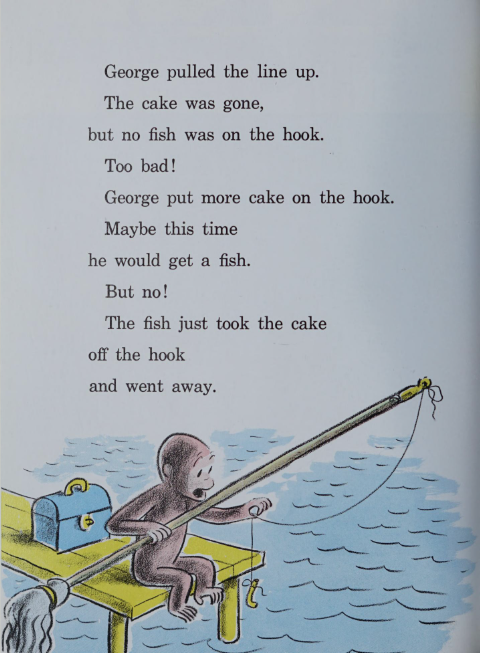 George pulled the line up.
The cake was gone,
but no fish was on the hook.
Too bad!
George put more cake on the hook.
Maybe this time
he would get a fish.
But no!
The fish just took the cake
off the hook
and went away.